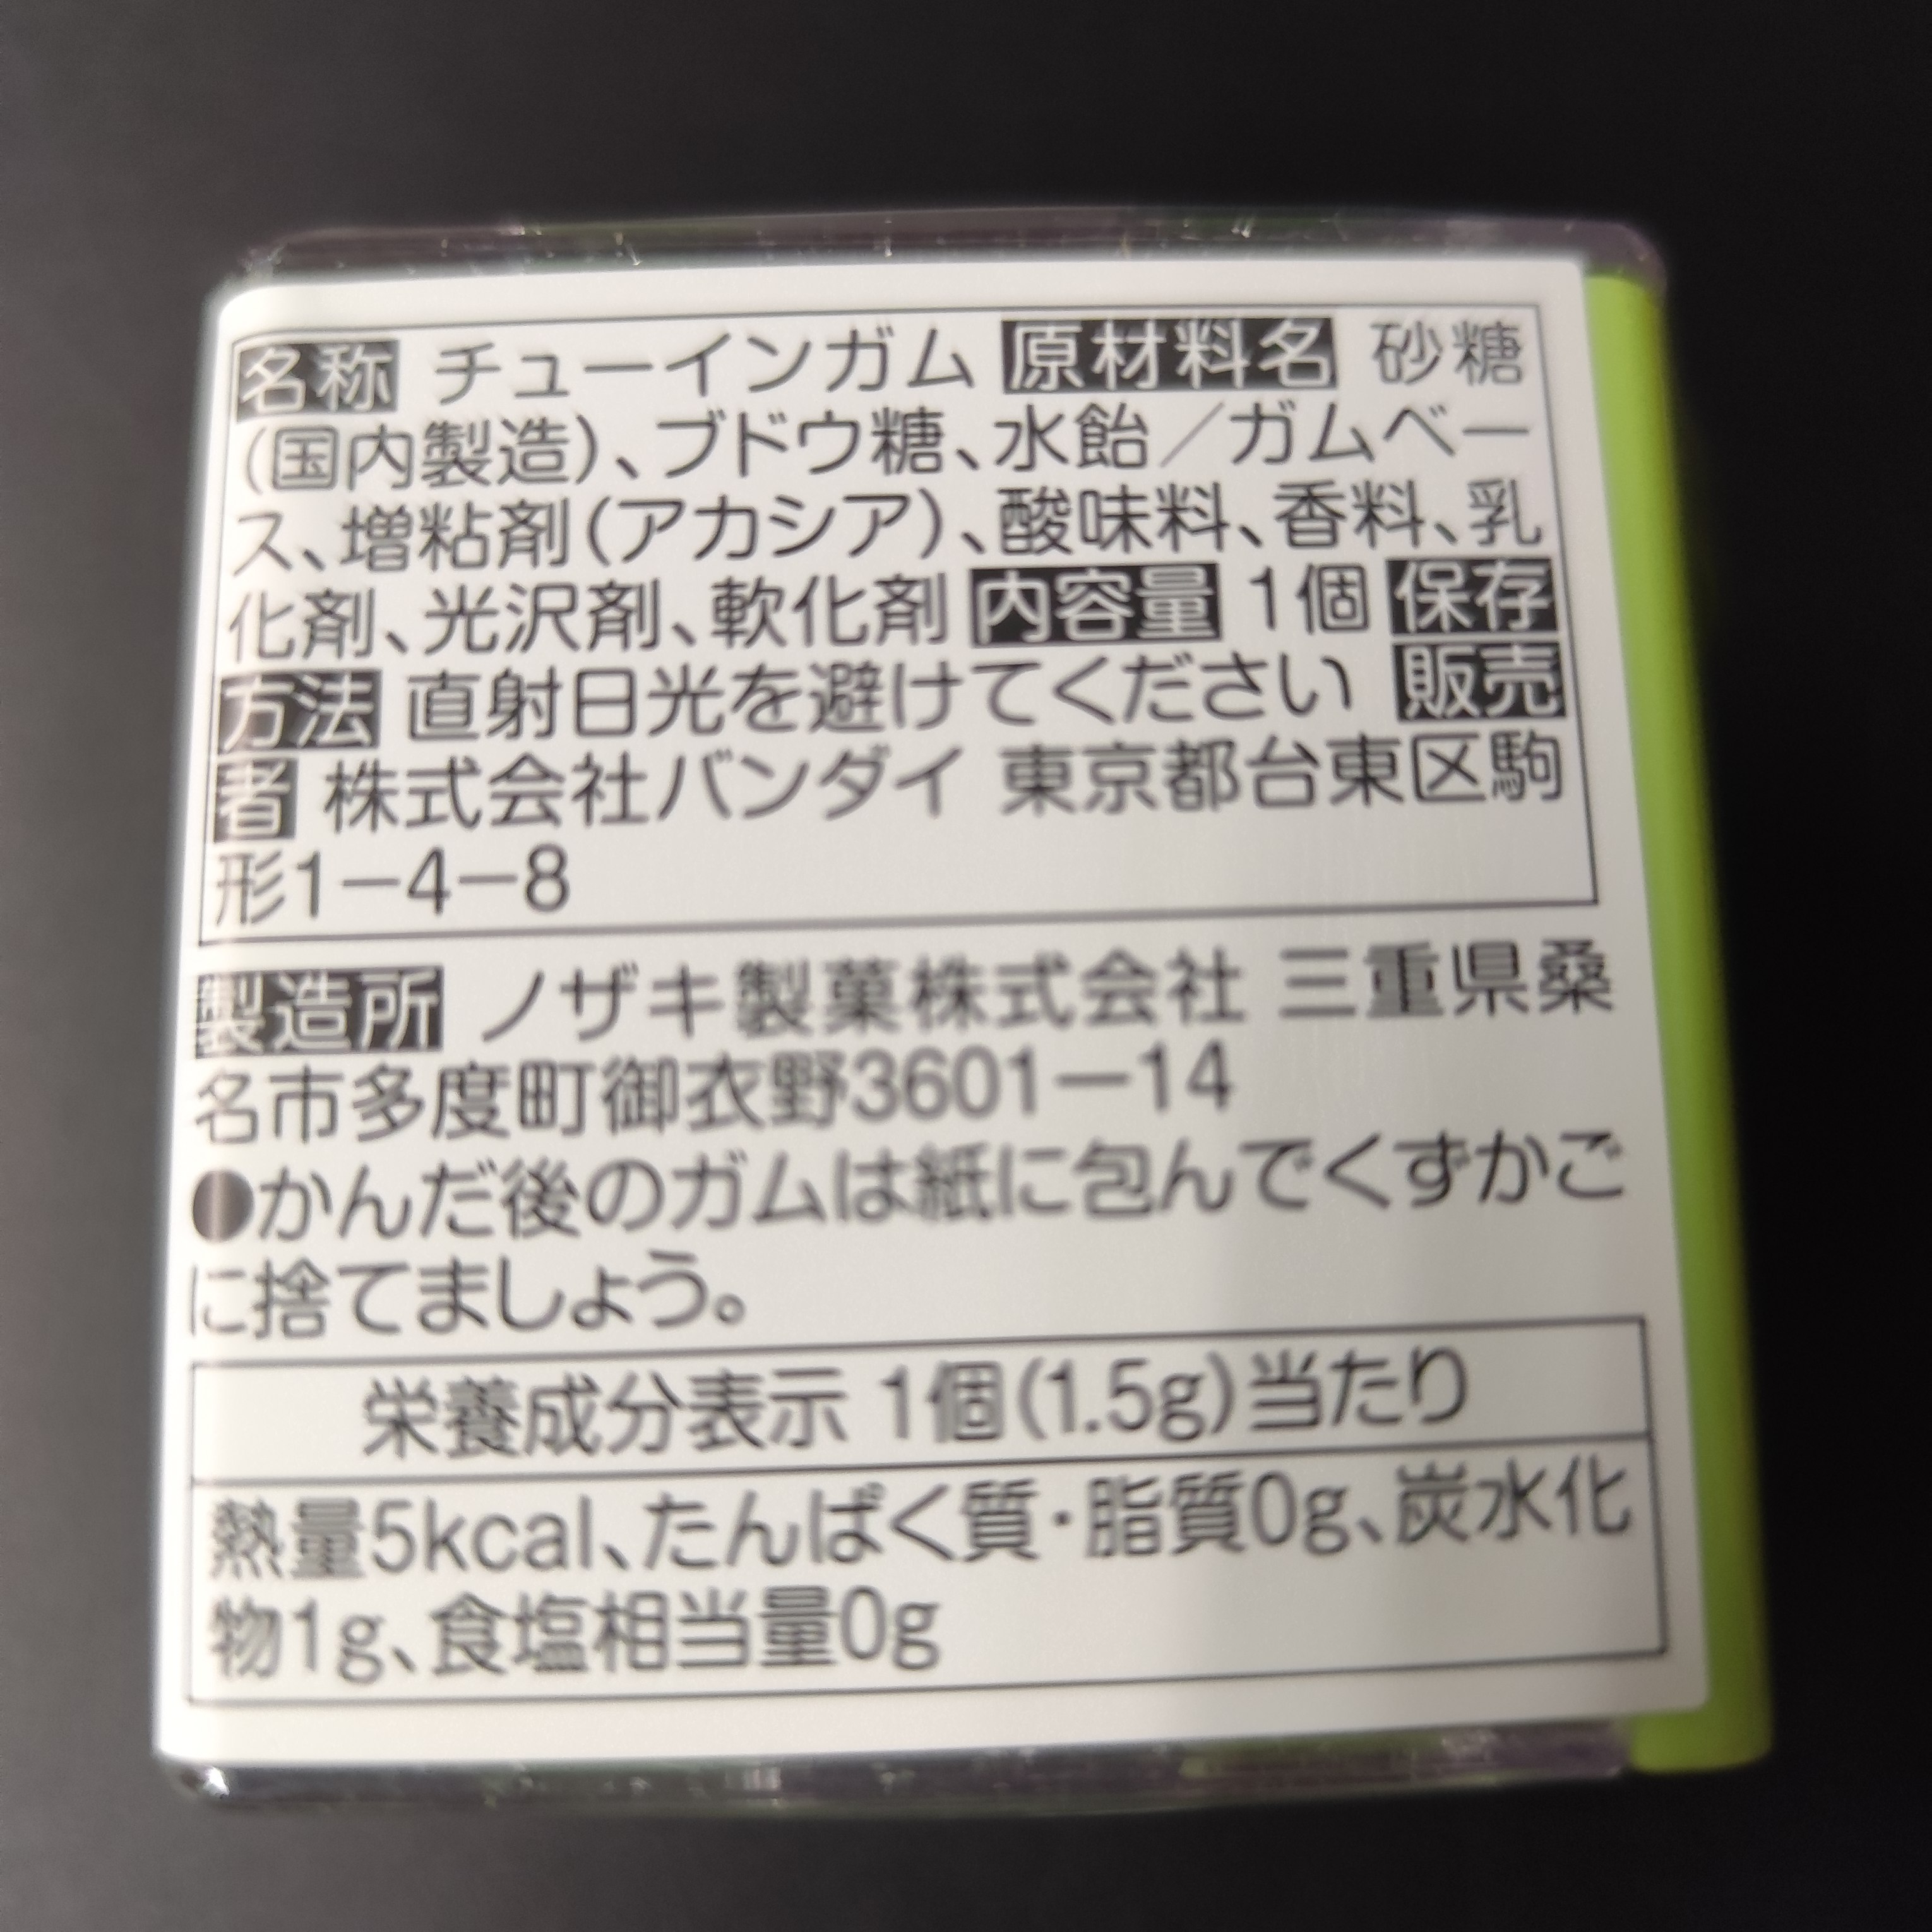 名称 チューインガム 原材料名 砂糖
(国内製造)、ブドウ糖、水飴／ガムベー
ス、増粘剤(アカシア)、酸味料、香料、乳
化剤、光沢剤、軟化剤 内容量 1個 保存
方法 直射日光を避けてください 販売
者 株式会社バンダイ 東京都台東区駒
形1－4－8
製造所 ノザキ製菓株式会社 三重県桑
名市多度町御衣野3601－14
●かんだ後のガムは紙に包んでくずかご
に捨てましょう。
栄養成分表示 1個(1.5g)当たり
熱量5kcal、たんぱく質・脂質0g、炭水化
物1g、食塩相当量0g